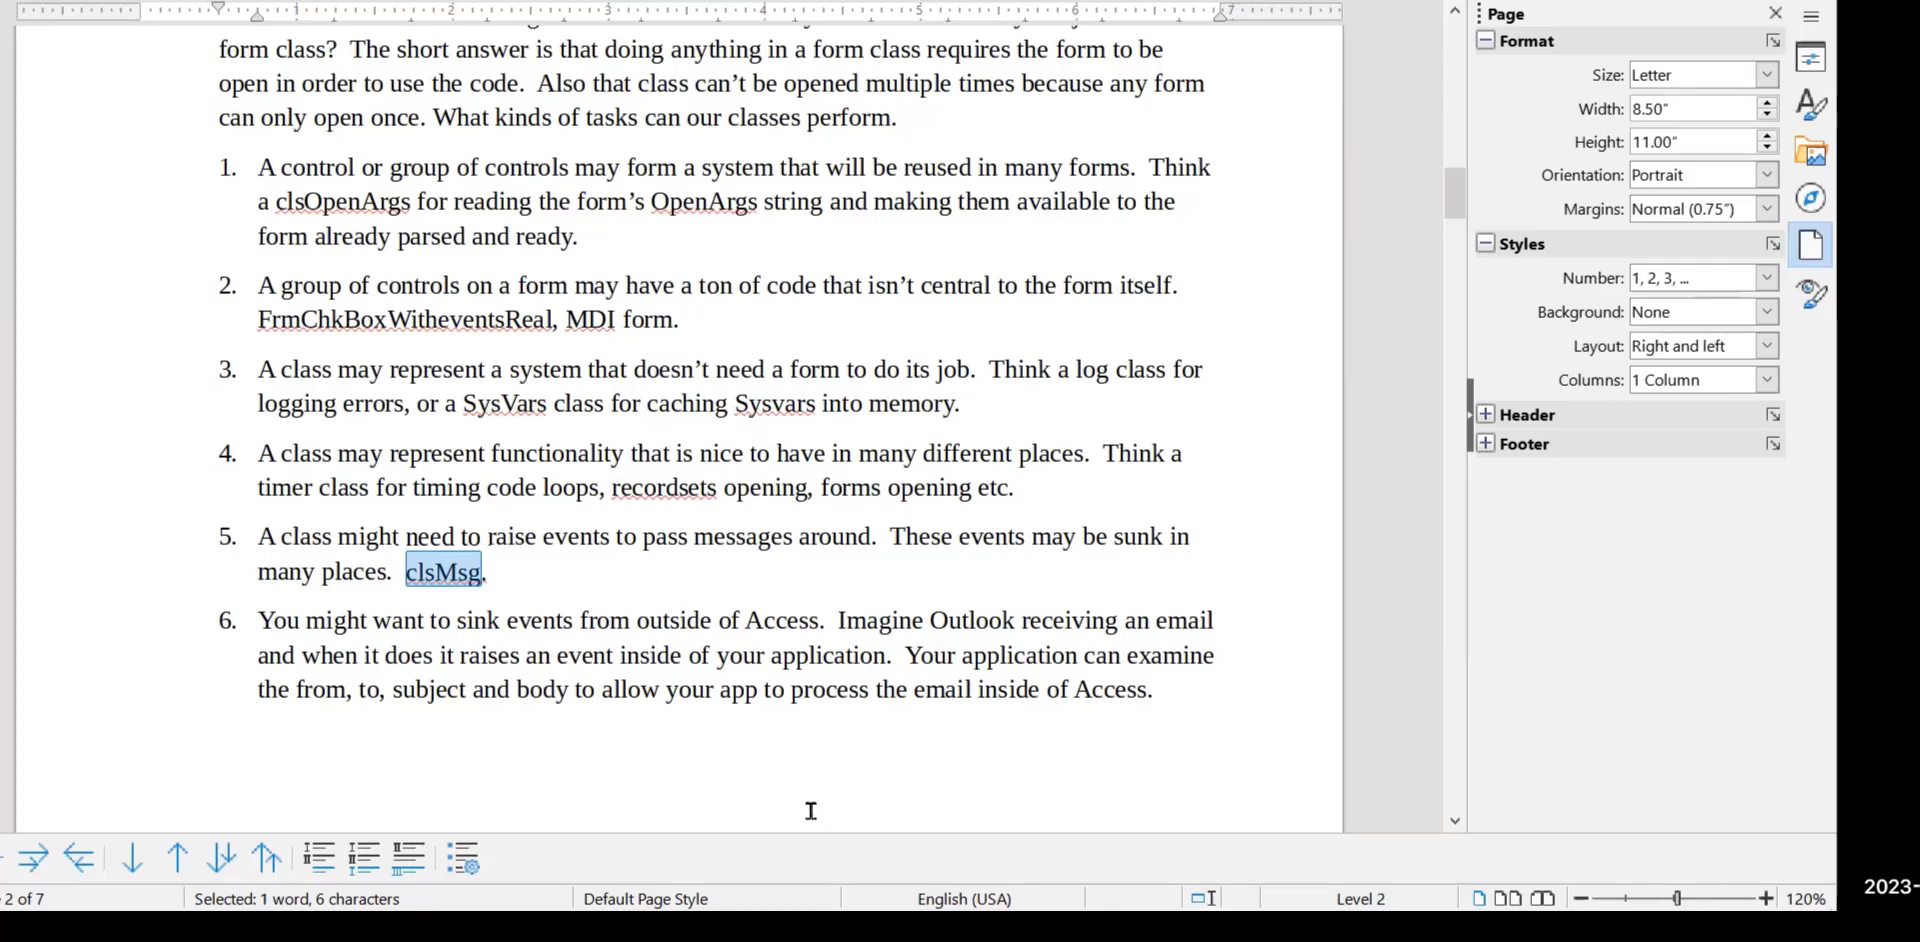 1 2 3 4 5 6 7
form class?  The short answer is that doing anything in a form class requires the form to be
open in order to use the code.  Also that class can’t be opened multiple times because any form
can only open once. What kinds of tasks can our classes perform.
1. A control or group of controls may form a system that will be reused in many forms.  Think
a clsOpenArgs for reading the form’s OpenArgs string and making them available to the
form already parsed and ready.
2. A group of controls on a form may have a ton of code that isn’t central to the form itself.
FrmChkBoxWitheventsReal, MDI form.
3. A class may represent a system that doesn’t need a form to do its job.  Think a log class for
logging errors, or a SysVars class for caching Sysvars into memory.
4. A class may represent functionality that is nice to have in many different places.  Think a
timer class for timing code loops, recordsets opening, forms opening etc.
5. A class might need to raise events to pass messages around.  These events may be sunk in
many places.  clsMsg.
6. You might want to sink events from outside of Access.  Imagine Outlook receiving an email
and when it does it raises an event inside of your application.  Your application can examine
the from, to, subject and body to allow your app to process the email inside of Access.
Page
Format
Size: Letter
Width: 8.50″
Height: 11.00″
Orientation: Portrait
Margins: Normal (0.75″)
Styles
Number: 1, 2, 3, ...
Background: None
Layout: Right and left
Columns: 1 Column
Header
Footer
2 of 7 Selected: 1 word, 6 characters Default Page Style English (USA) Level 2 120%
2023-